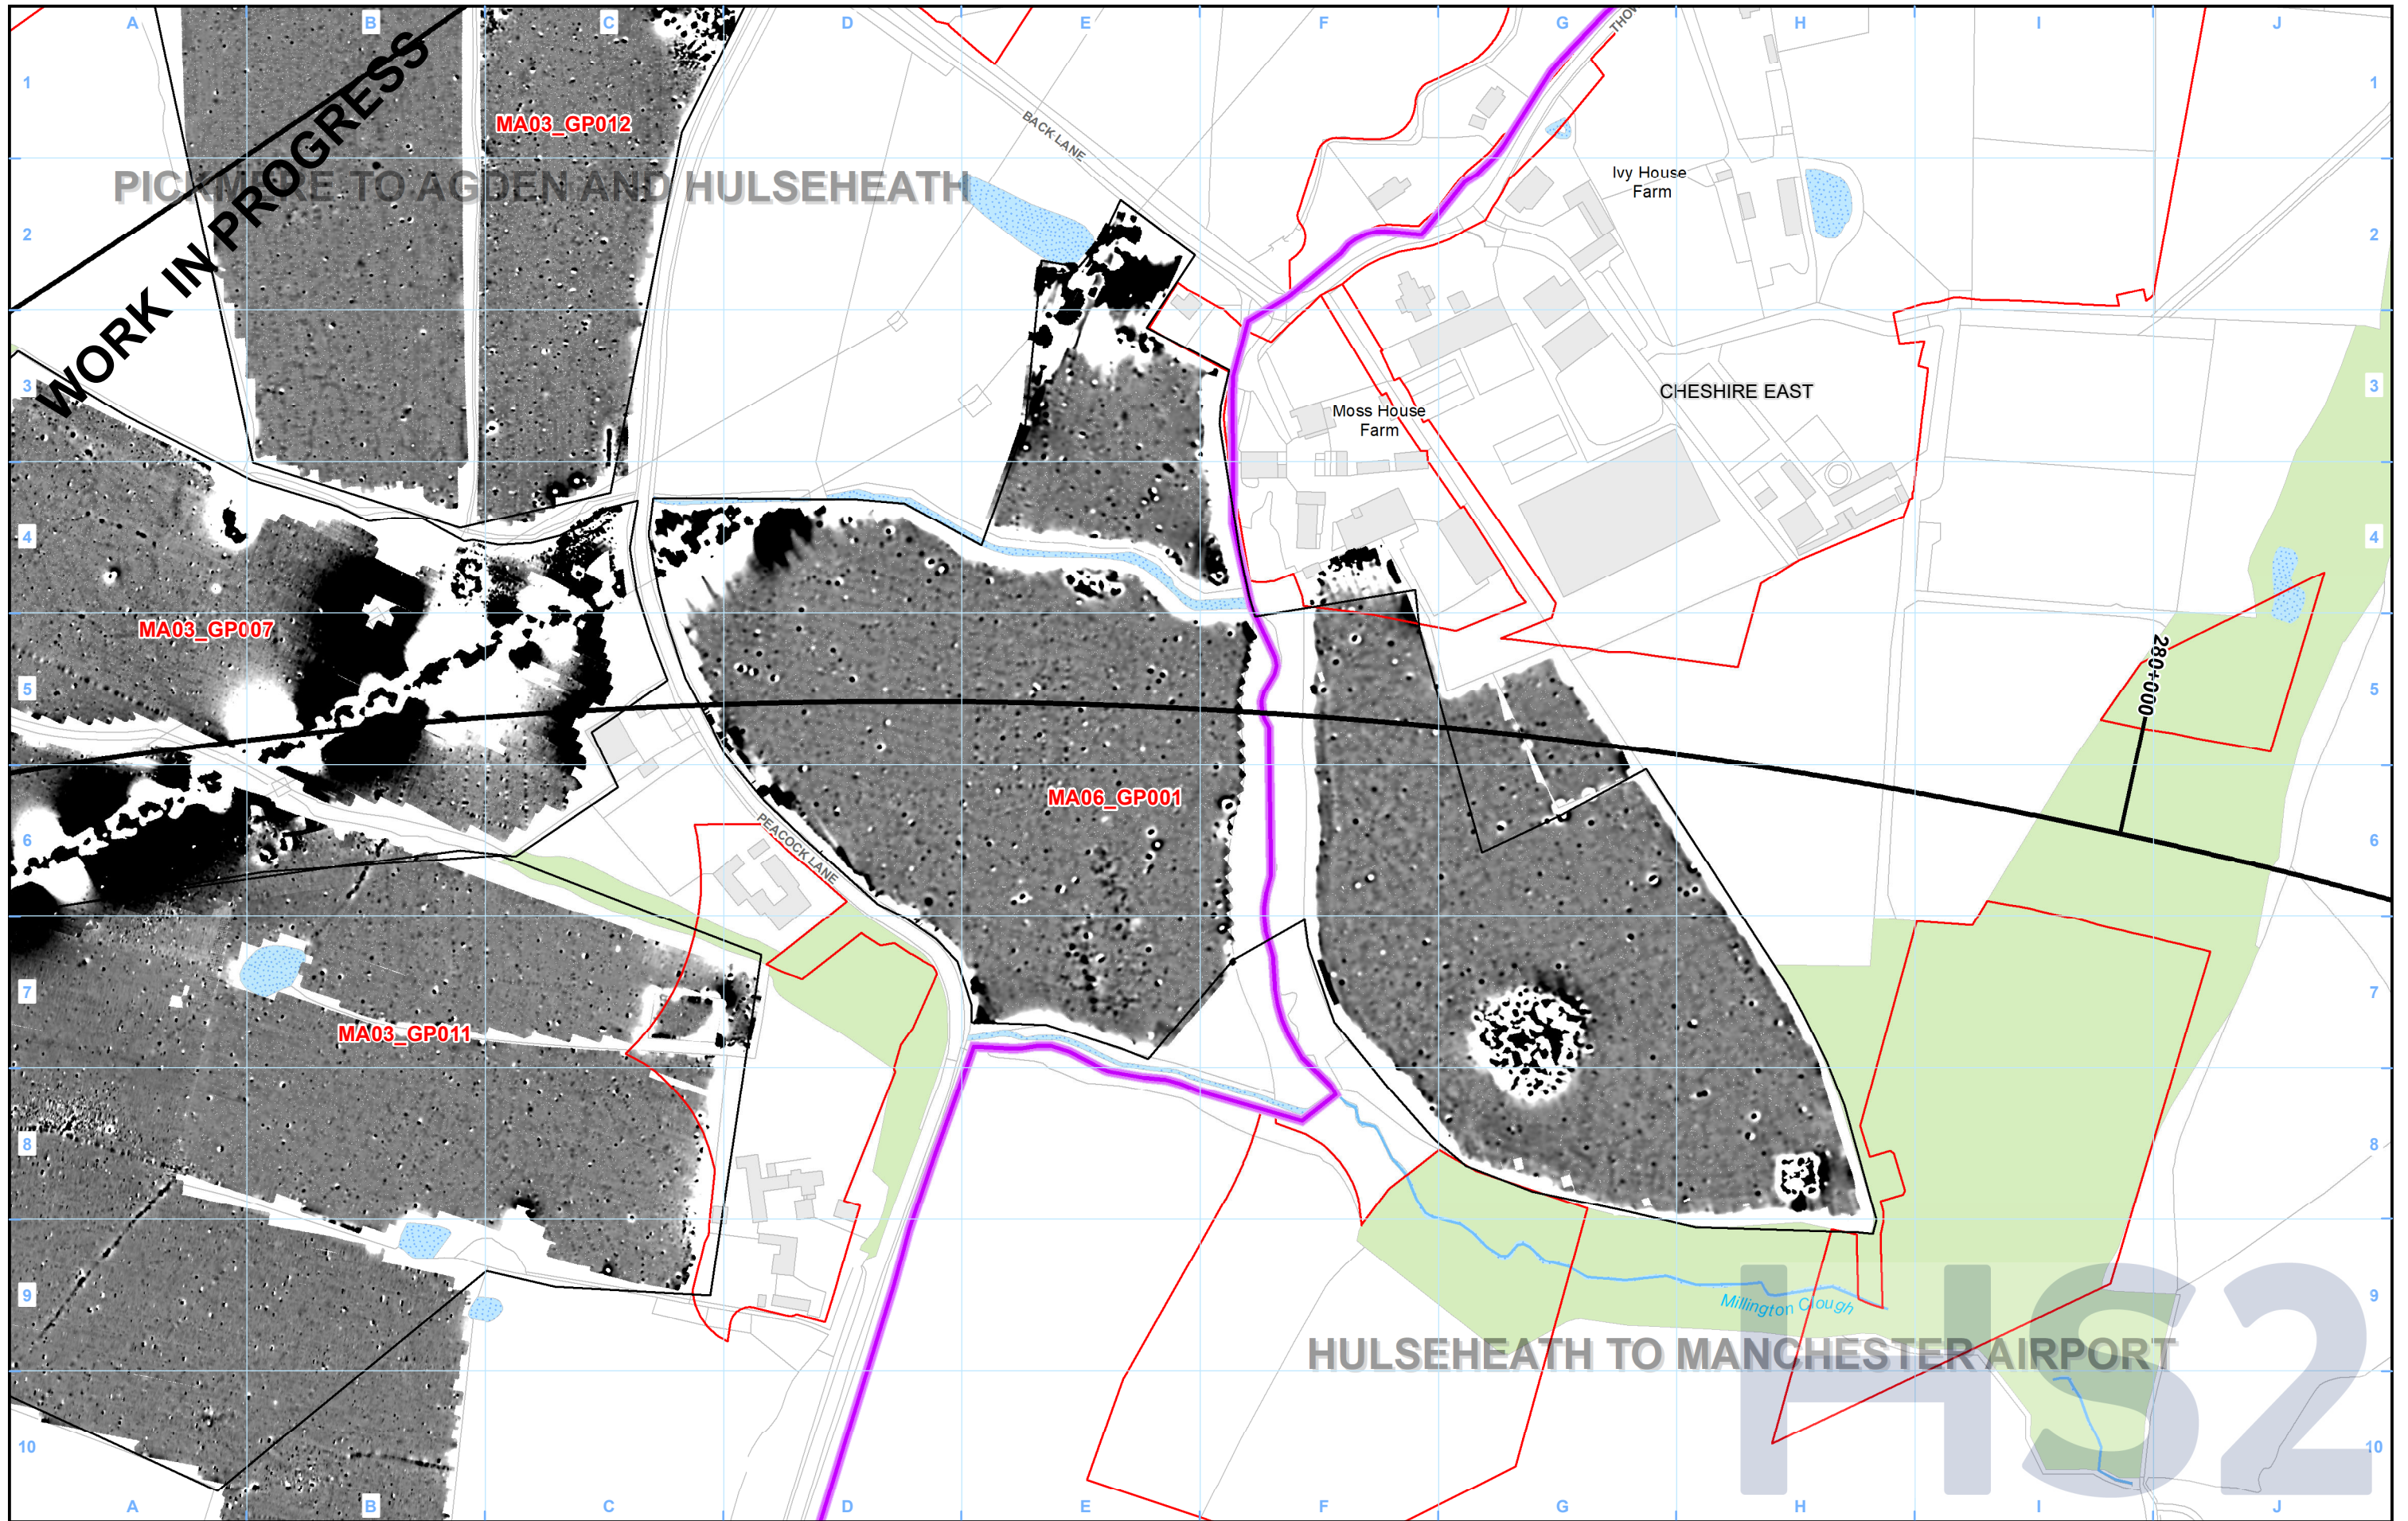 A B C D E F G H I J
1 1
THOW
MA03_GP012
BACK LANE
WORK IN PROGRESS
PICKMERE TO AGDEN AND HULSEHEATH
Ivy House
Farm
2 2
3 3
CHESHIRE EAST
Moss House
Farm
4 4
MA03_GP007
280+000
5 5
MA06_GP001
PEACOCK LANE
6 6
7 7
MA03_GP011
8 8
9 9
Millington Clough
HULSEHEATH TO MANCHESTER AIRPORT
HS2
10 10
A B C D E F G H I J